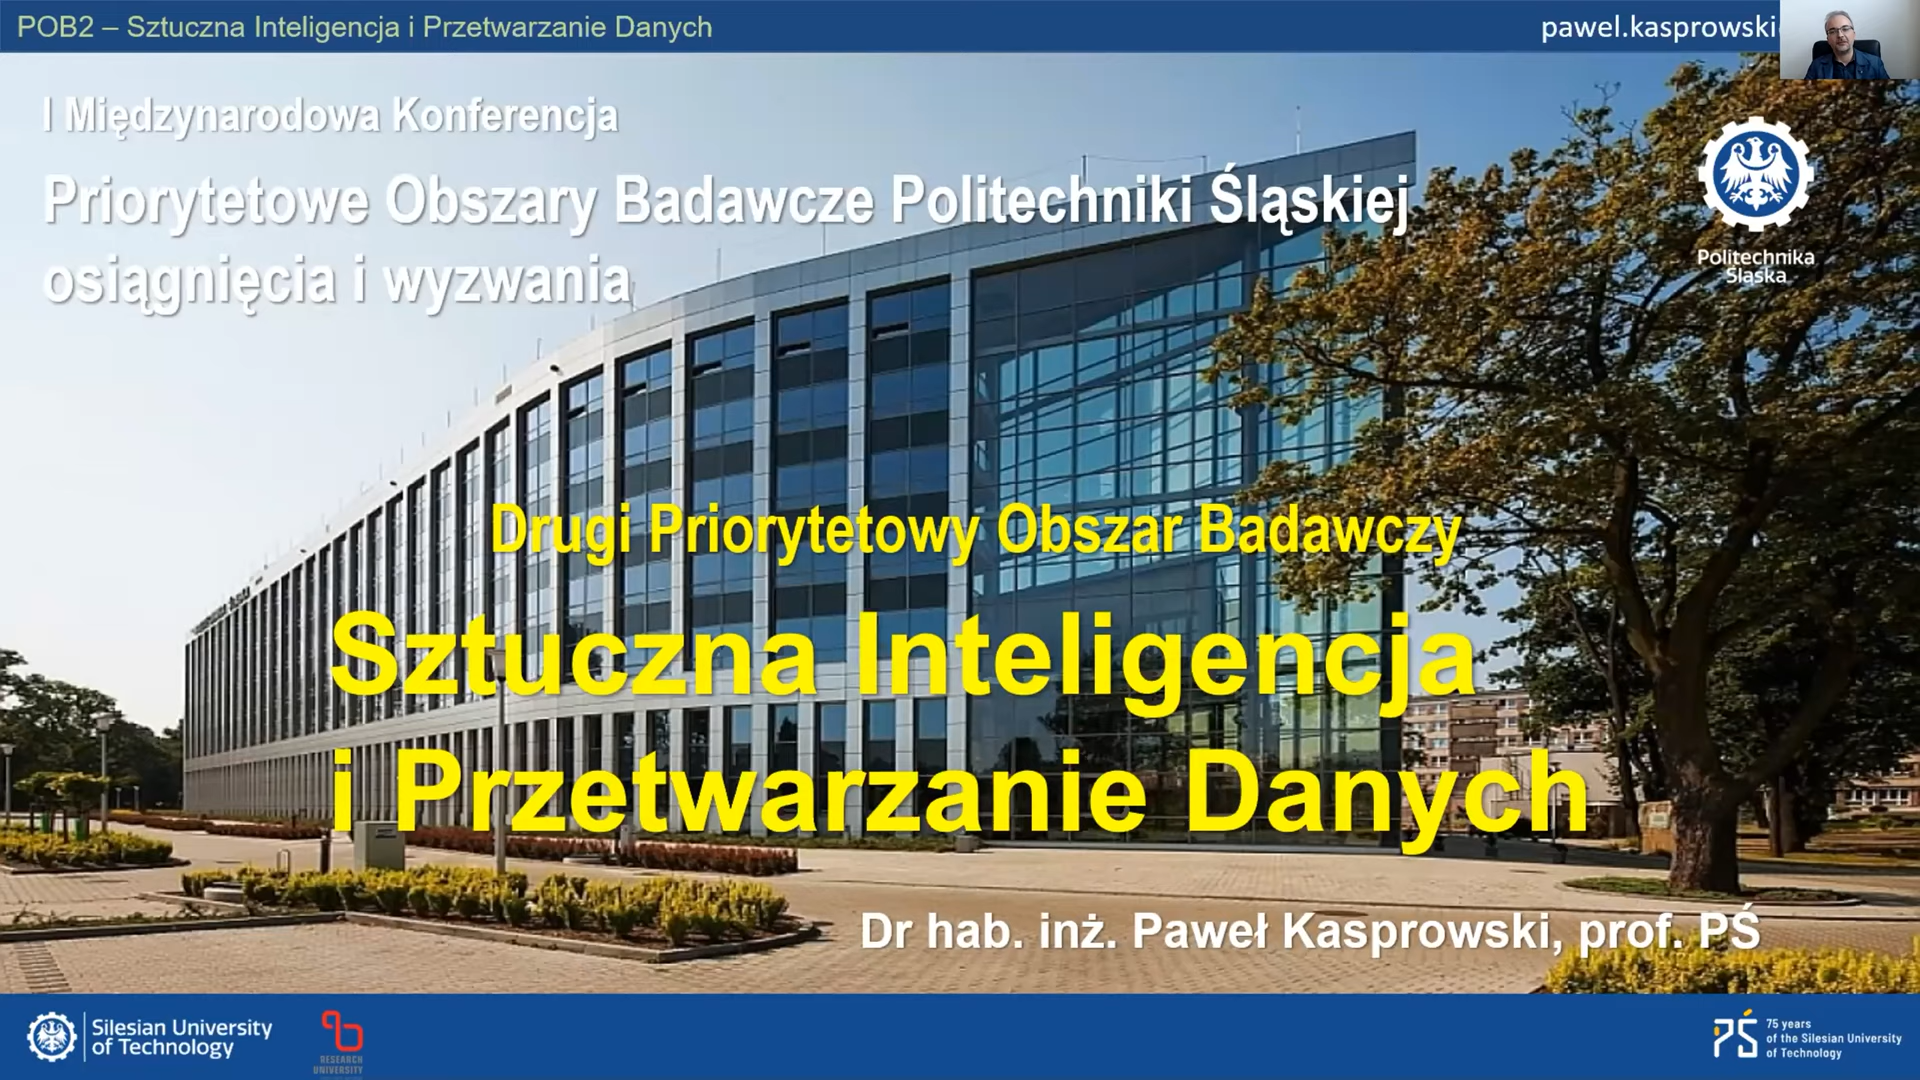 POB2 – Sztuczna Inteligencja i Przetwarzanie Danych
pawel.kasprowski
I Międzynarodowa Konferencja
Priorytetowe Obszary Badawcze Politechniki Śląskiej
osiągnięcia i wyzwania
Politechnika
Śląska
Drugi Priorytetowy Obszar Badawczy
Sztuczna Inteligencja
i Przetwarzanie Danych
Dr hab. inż. Paweł Kasprowski, prof. PŚ
Silesian University
of Technology
RESEARCH
UNIVERSITY
PŚ
75 years
of the Silesian University
of Technology